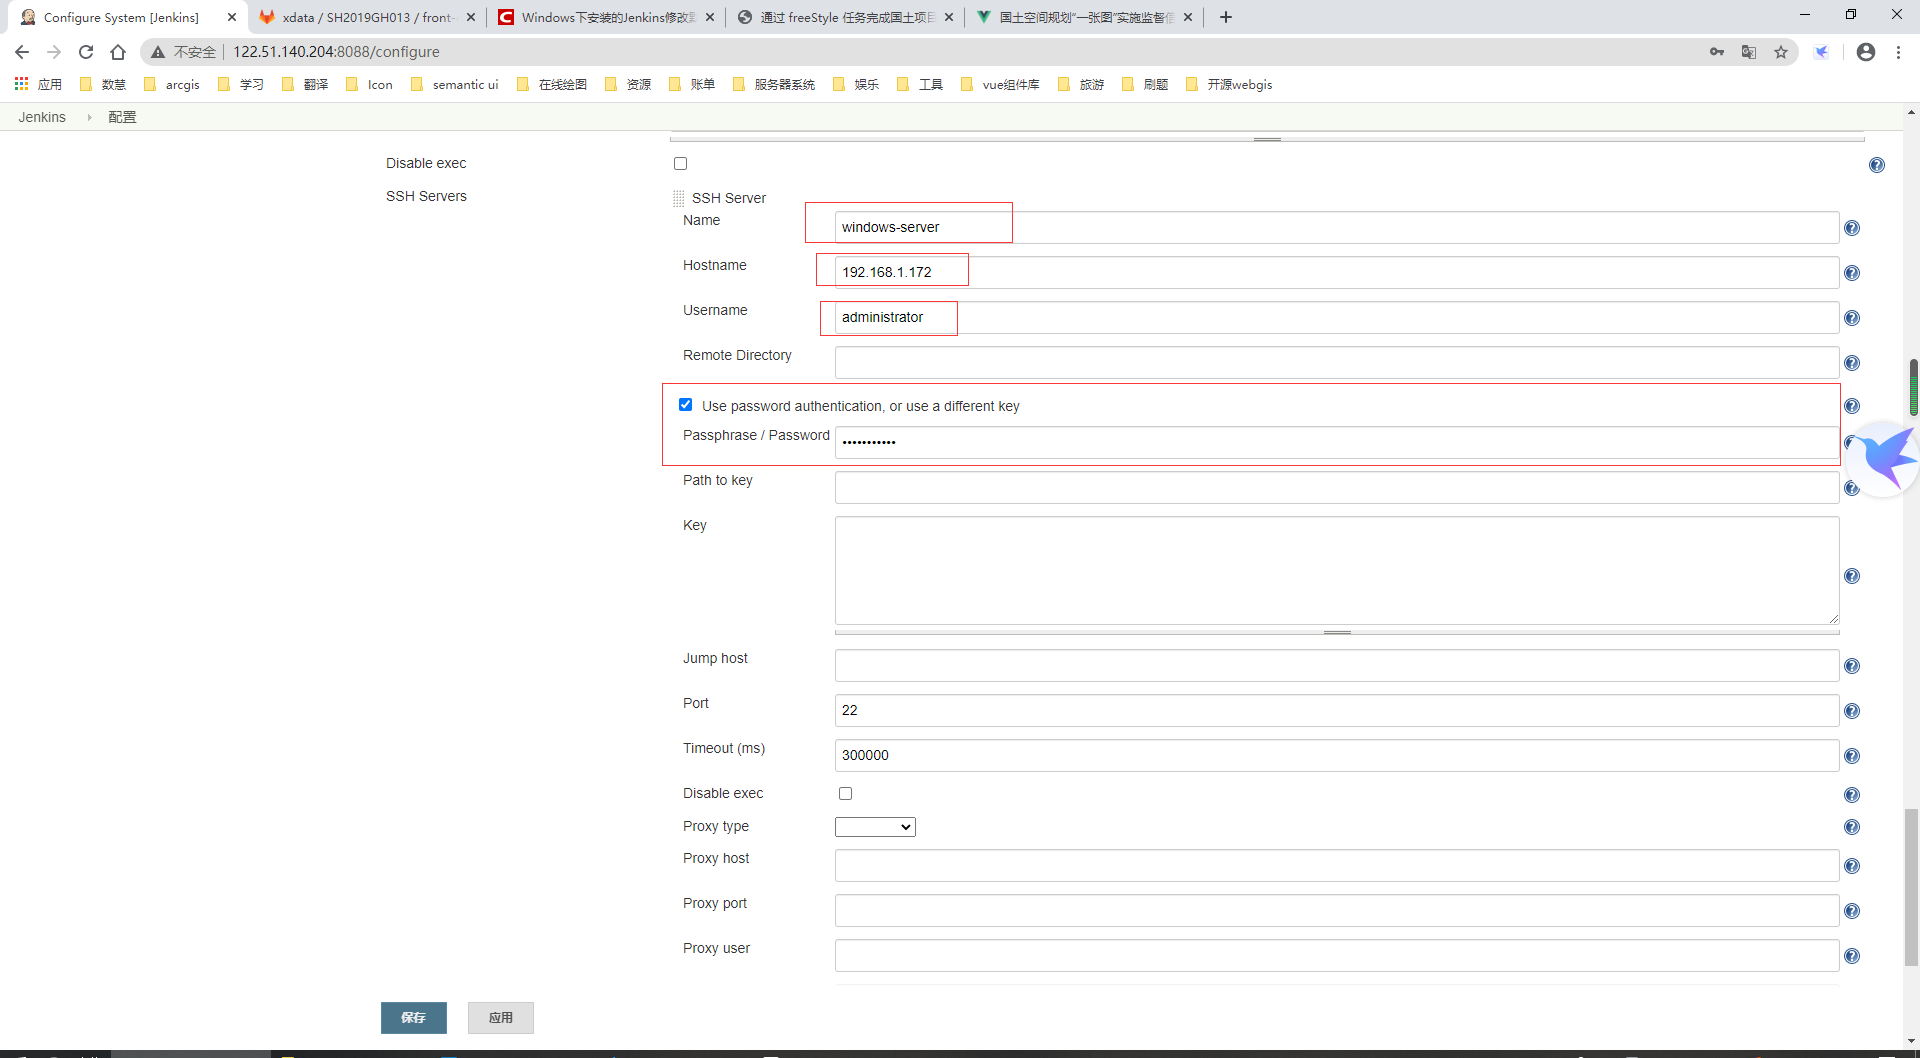 Configure System [Jenkins]
xdata / SH2019GH013 / front-
Windows下安装的Jenkins修改
通过 freeStyle 任务完成国土项目
国土空间规划“一张图”实施监督信
不安全 122.51.140.204:8088/configure
应用 数慧 arcgis 学习 翻译 Icon semantic ui 在线绘图 资源 账单 服务器系统 娱乐 工具 vue组件库 旅游 刷题 开源webgis
Jenkins 配置
Disable exec
SSH Servers
SSH Server
Name windows-server
Hostname 192.168.1.172
Username administrator
Remote Directory
Use password authentication, or use a different key
Passphrase / Password •••••••••••
Path to key
Key
Jump host
Port 22
Timeout (ms) 300000
Disable exec
Proxy type
Proxy host
Proxy port
Proxy user
保存 应用